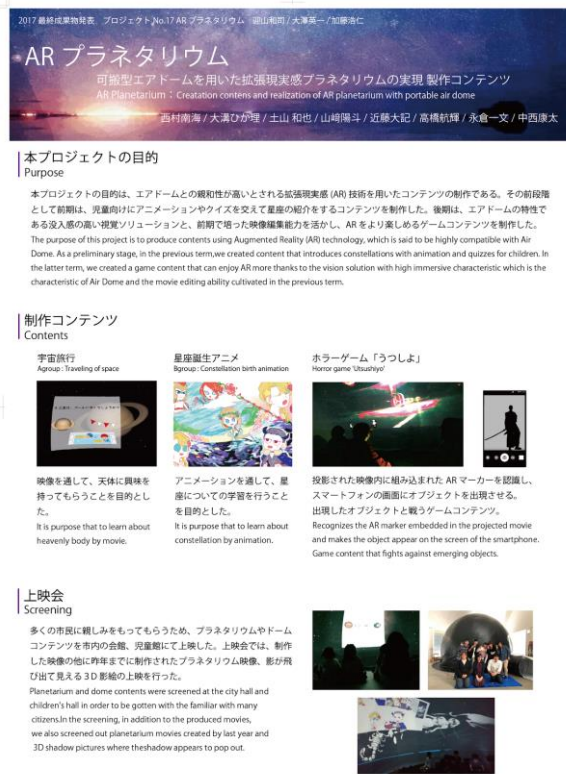 2017 最終成果物発表　プロジェクト No.17 AR プラネタリウム　迎山和司 / 大澤英一 / 加藤浩仁
AR プラネタリウム
可搬型エアドームを用いた拡張現実感プラネタリウムの実現 製作コンテンツ
AR Planetarium：Creatation contens and realization of AR planetarium with portable air dome
西村南海 / 大溝ひかり / 土山 和也 / 山﨑陽斗 / 近藤大記 / 高橋航輝 / 永倉一文 / 中西康太
本プロジェクトの目的
Purpose
本プロジェクトの目的は、エアドームとの親和性が高いとされる拡張現実感 (AR) 技術を用いたコンテンツの制作である。その前段階
として前期は、児童向けにアニメーションやクイズを交えて星座の紹介をするコンテンツを制作した。後期は、エアドームの特性で
ある没入感の高い視覚ソリューションと、前期で培った映像編集能力を活かし、AR をより楽しめるゲームコンテンツを制作した。
The purpose of this project is to produce contents using Augmented Reality (AR) technology, which is said to be highly compatible with Air
Dome. As a preliminary stage, in the previous term,we created content that introduces constellations with animation and quizzes for children. In
the latter term, we created a game content that can enjoy AR more thanks to the vision solution with high immersive characteristic which is the
characteristic of Air Dome and the movie editing ability cultivated in the previous term.
制作コンテンツ
Contents
宇宙旅行
Agroup : Traveling of space
映像を通して、天体に興味を
持ってもらうことを目的とし
た。
It is purpose that to learn about
heavenly body by movie.
星座誕生アニメ
Bgroup : Constellation birth animation
アニメーションを通して、星
座についての学習を行うこと
を目的とした。
It is purpose that to learn about
constellation by animation.
ホラーゲーム「うつしよ」
Horror game 'Utsushiyo'
投影された映像内に組み込まれた AR マーカーを認識し、
スマートフォンの画面にオブジェクトを出現させる。
出現したオブジェクトと戦うゲームコンテンツ。
Recognizes the AR marker embedded in the projected movie
and makes the object appear on the screen of the smartphone.
Game content that fights against emerging objects.
上映会
Screening
多くの市民に親しみをもってもらうため、プラネタリウムやドーム
コンテンツを市内の会館、児童館にて上映した。上映会では、制作
した映像の他に昨年までに制作されたプラネタリウム映像、影が飛
び出て見える 3 D 影絵の上映を行った。
Planetarium and dome contents were screened at the city hall and
children's hall in order to be gotten with the familiar with many
citizens.In the screening, in addition to the produced movies,
we also screened out planetarium movies created by last year and
3D shadow pictures where theshadow appears to pop out.